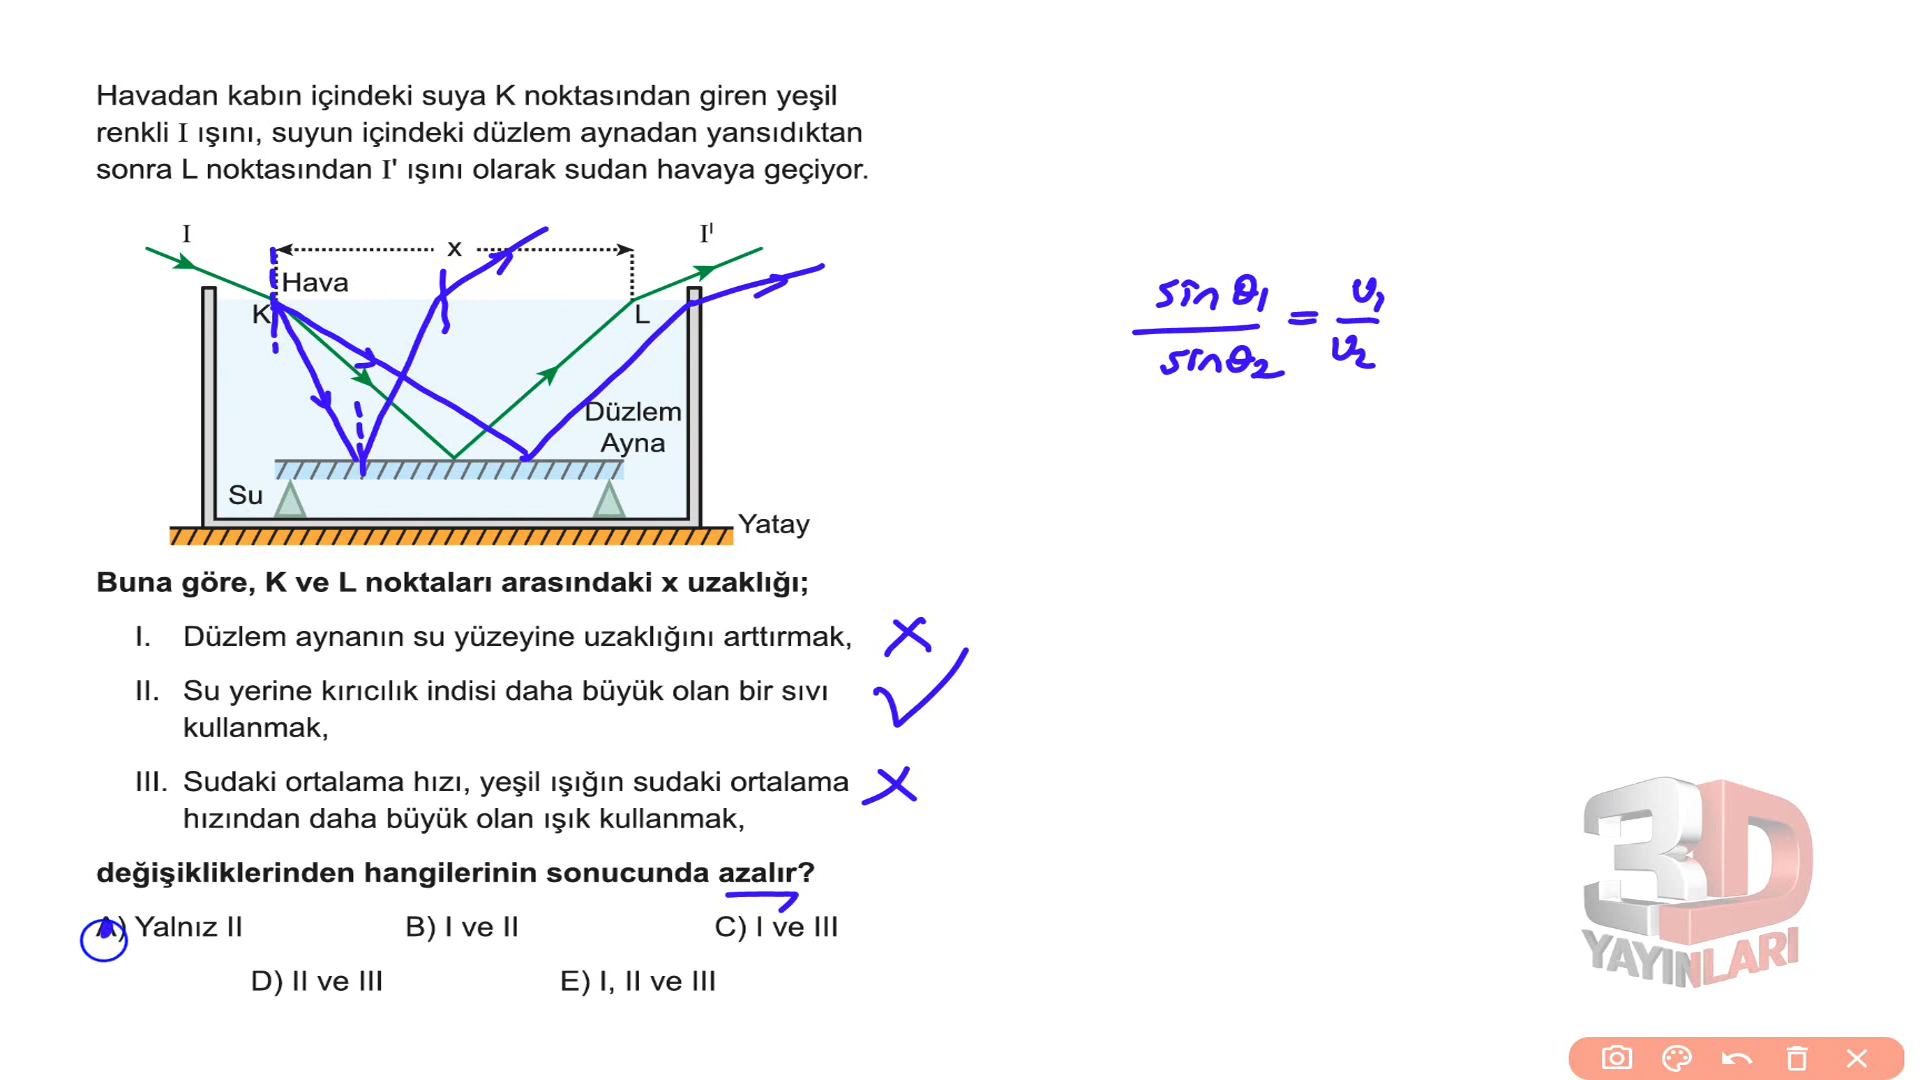 Havadan kabın içindeki suya K noktasından giren yeşil
renkli I ışını, suyun içindeki düzlem aynadan yansıdıktan
sonra L noktasından I' ışını olarak sudan havaya geçiyor.
I
x
I'
Hava
K
L
Düzlem
Ayna
Su
Yatay
sin θ1 / sin θ2 = v1 / v2
Buna göre, K ve L noktaları arasındaki x uzaklığı;
I. Düzlem aynanın su yüzeyine uzaklığını arttırmak,
II. Su yerine kırıcılık indisi daha büyük olan bir sıvı
kullanmak,
III. Sudaki ortalama hızı, yeşil ışığın sudaki ortalama
hızından daha büyük olan ışık kullanmak,
değişikliklerinden hangilerinin sonucunda azalır?
A) Yalnız II B) I ve II C) I ve III
D) II ve III E) I, II ve III
3D
YAYINLARI